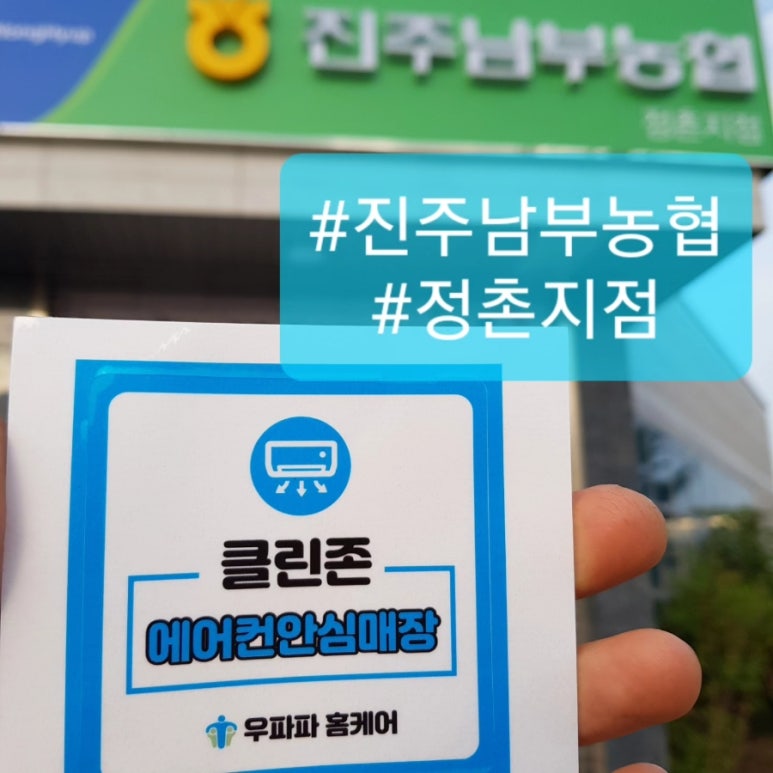 진주남부농협
정촌지점
#진주남부농협
#정촌지점
클린존
에어컨안심매장
우파파 홈케어